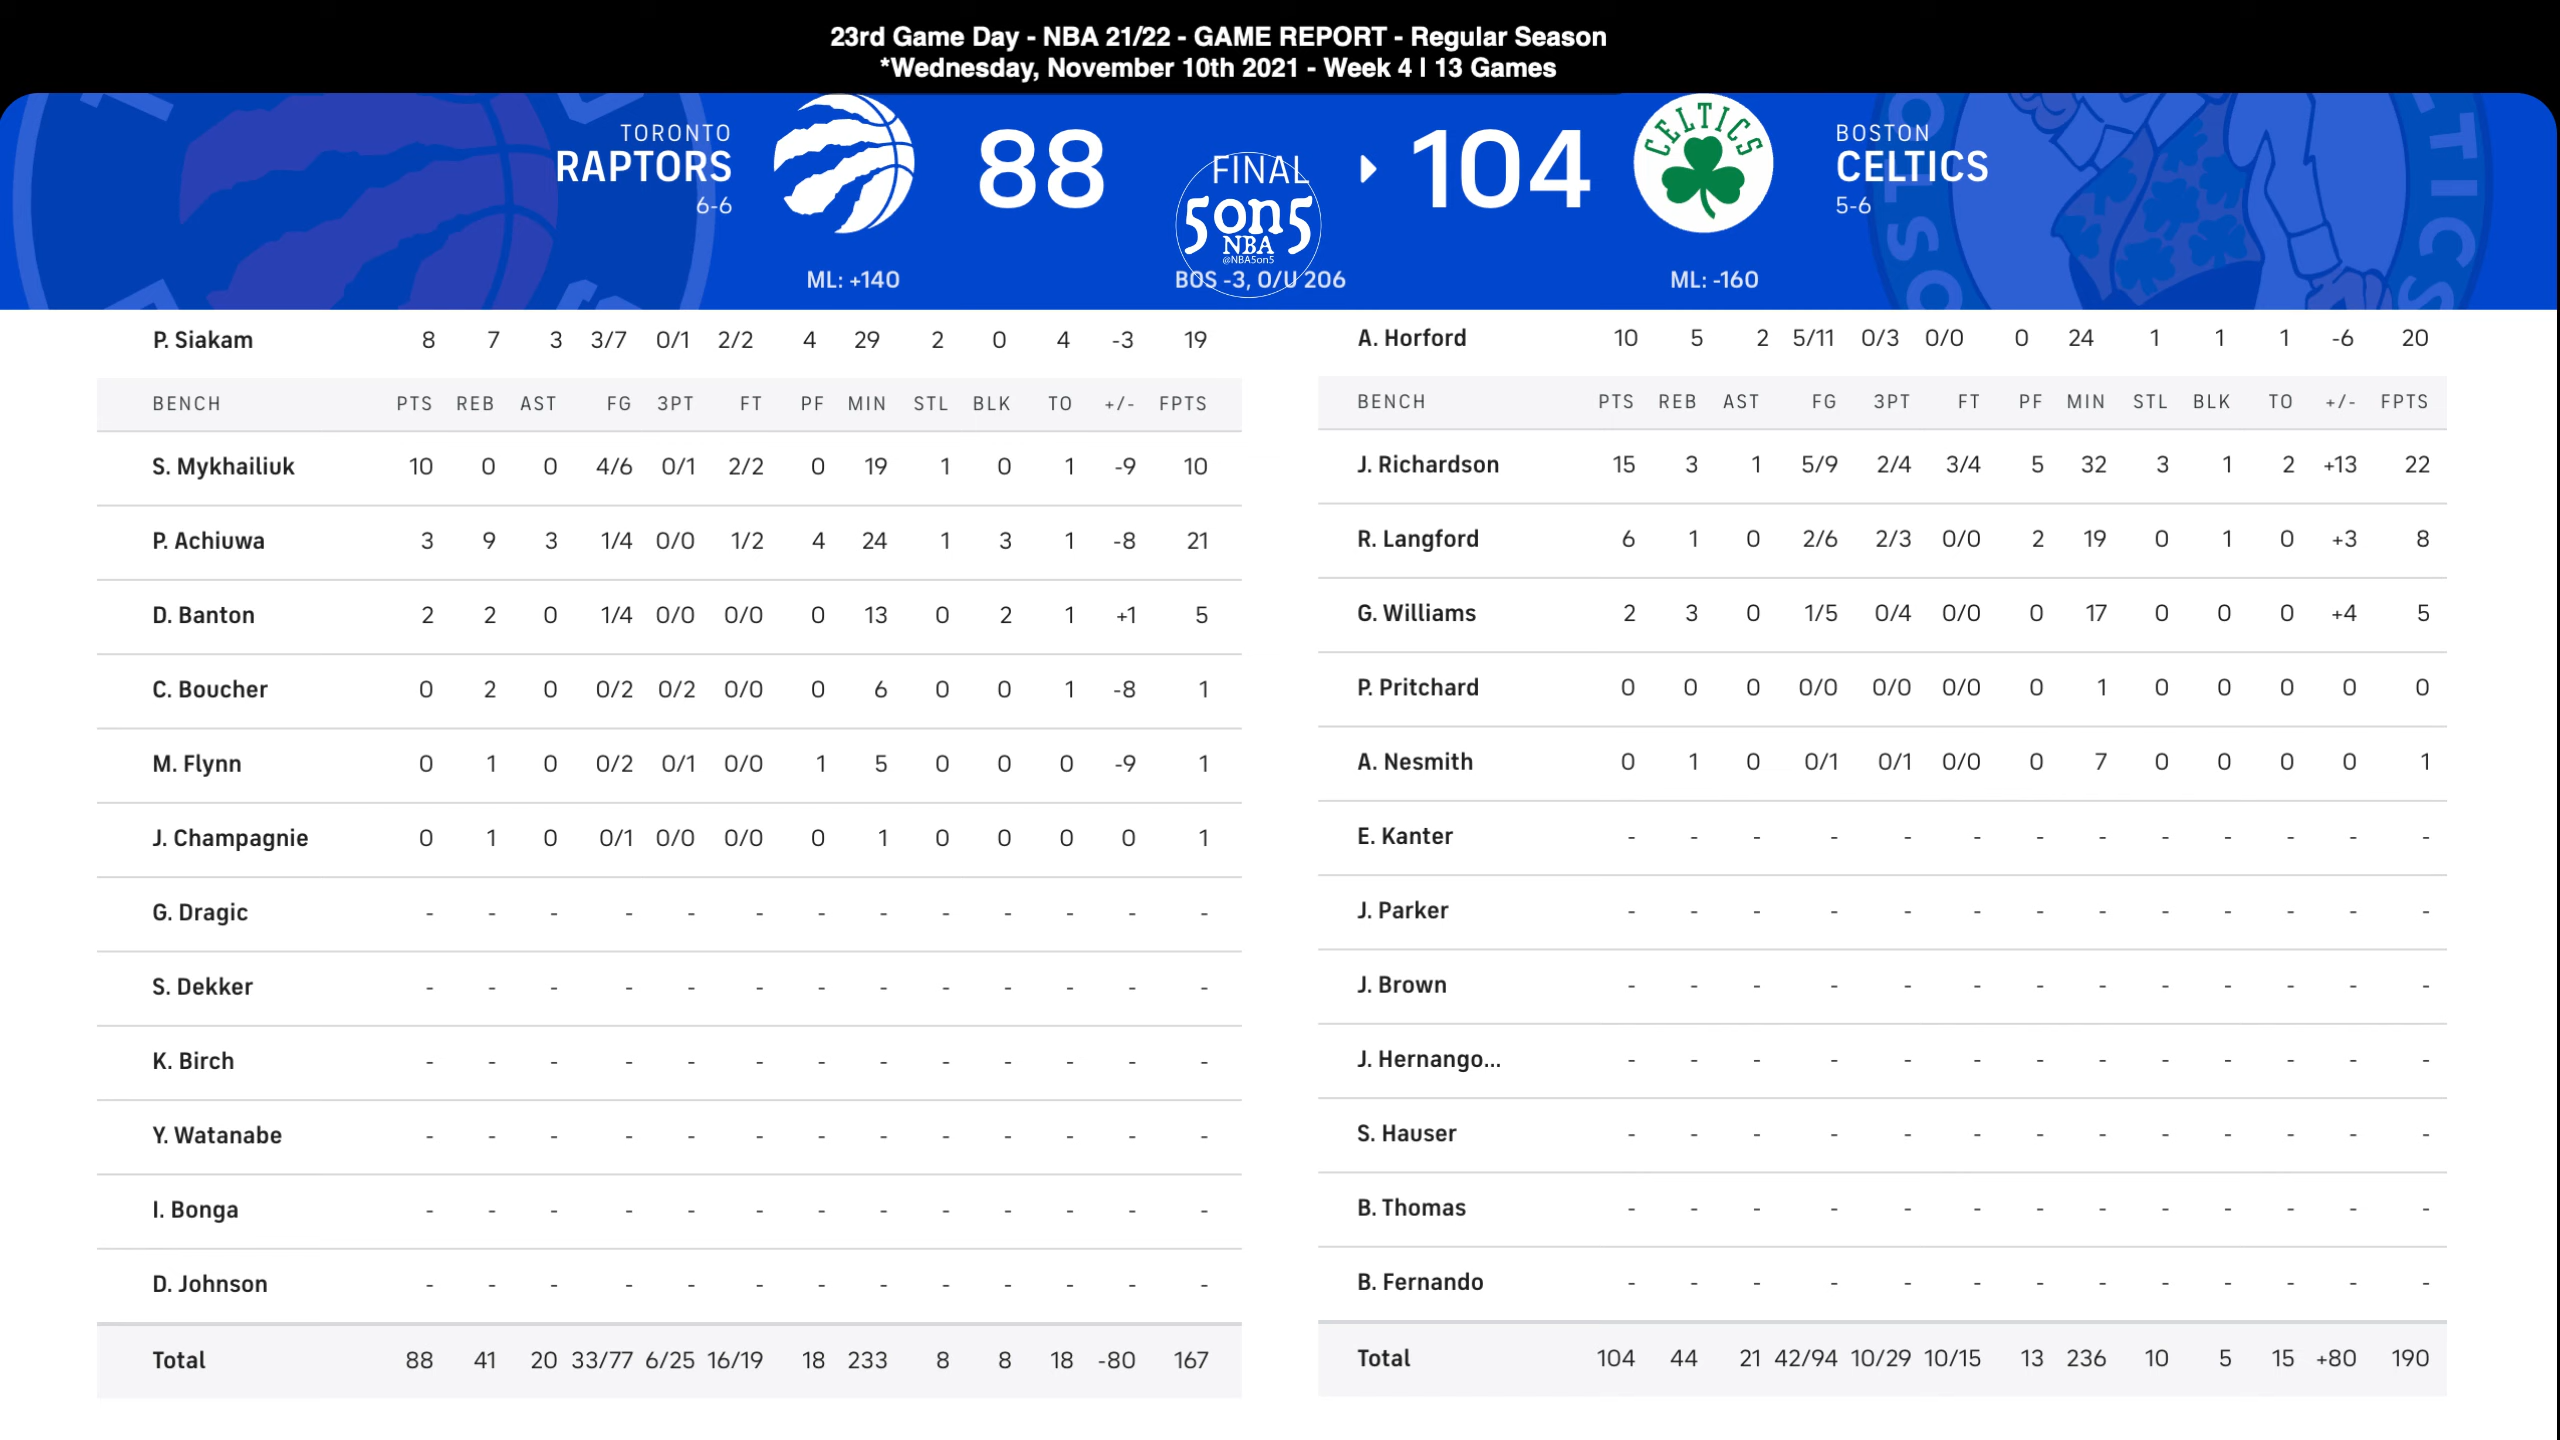 23rd Game Day - NBA 21/22 - GAME REPORT - Regular Season
*Wednesday, November 10th 2021 - Week 4 | 13 Games
TORONTO
RAPTORS
6-6
88
FINAL
104
CELTICS
BOSTON
CELTICS
5-6
5on5
NBA
@NBA5on5
ML: +140
BOS -3, O/U 206
ML: -160
P. Siakam 8 7 3 3/7 0/1 2/2 4 29 2 0 4 -3 19
BENCH PTS REB AST FG 3PT FT PF MIN STL BLK TO +/- FPTS
S. Mykhailiuk 10 0 0 4/6 0/1 2/2 0 19 1 0 1 -9 10
P. Achiuwa 3 9 3 1/4 0/0 1/2 4 24 1 3 1 -8 21
D. Banton 2 2 0 1/4 0/0 0/0 0 13 0 2 1 +1 5
C. Boucher 0 2 0 0/2 0/2 0/0 0 6 0 0 1 -8 1
M. Flynn 0 1 0 0/2 0/1 0/0 1 5 0 0 0 -9 1
J. Champagnie 0 1 0 0/1 0/0 0/0 0 1 0 0 0 0 1
G. Dragic - - - - - - - - - - - - -
S. Dekker - - - - - - - - - - - - -
K. Birch - - - - - - - - - - - - -
Y. Watanabe - - - - - - - - - - - - -
I. Bonga - - - - - - - - - - - - -
D. Johnson - - - - - - - - - - - - -
Total 88 41 20 33/77 6/25 16/19 18 233 8 8 18 -80 167
A. Horford 10 5 2 5/11 0/3 0/0 0 24 1 1 1 -6 20
BENCH PTS REB AST FG 3PT FT PF MIN STL BLK TO +/- FPTS
J. Richardson 15 3 1 5/9 2/4 3/4 5 32 3 1 2 +13 22
R. Langford 6 1 0 2/6 2/3 0/0 2 19 0 1 0 +3 8
G. Williams 2 3 0 1/5 0/4 0/0 0 17 0 0 0 +4 5
P. Pritchard 0 0 0 0/0 0/0 0/0 0 1 0 0 0 0 0
A. Nesmith 0 1 0 0/1 0/1 0/0 0 7 0 0 0 0 1
E. Kanter - - - - - - - - - - - - -
J. Parker - - - - - - - - - - - - -
J. Brown - - - - - - - - - - - - -
J. Hernango... - - - - - - - - - - - - -
S. Hauser - - - - - - - - - - - - -
B. Thomas - - - - - - - - - - - - -
B. Fernando - - - - - - - - - - - - -
Total 104 44 21 42/94 10/29 10/15 13 236 10 5 15 +80 190